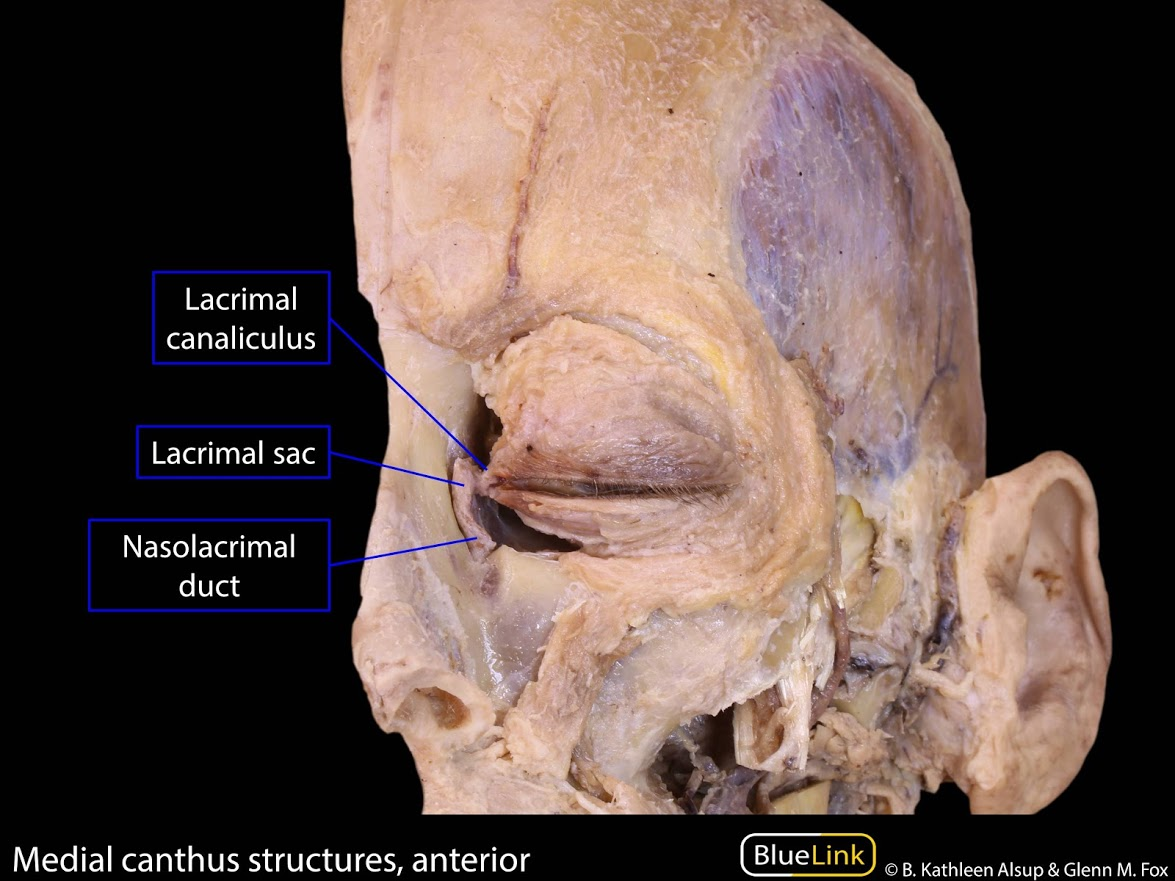 Lacrimal
canaliculus
Lacrimal sac
Nasolacrimal
duct
Medial canthus structures, anterior
BlueLink
© B. Kathleen Alsup & Glenn M. Fox